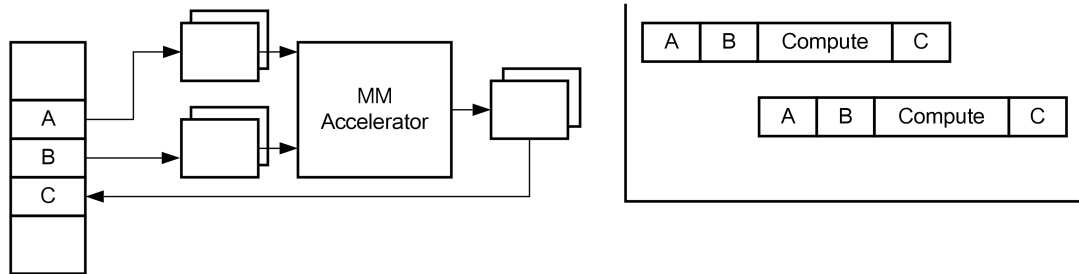 A
B
C
MM
Accelerator
A B Compute C
A B Compute C